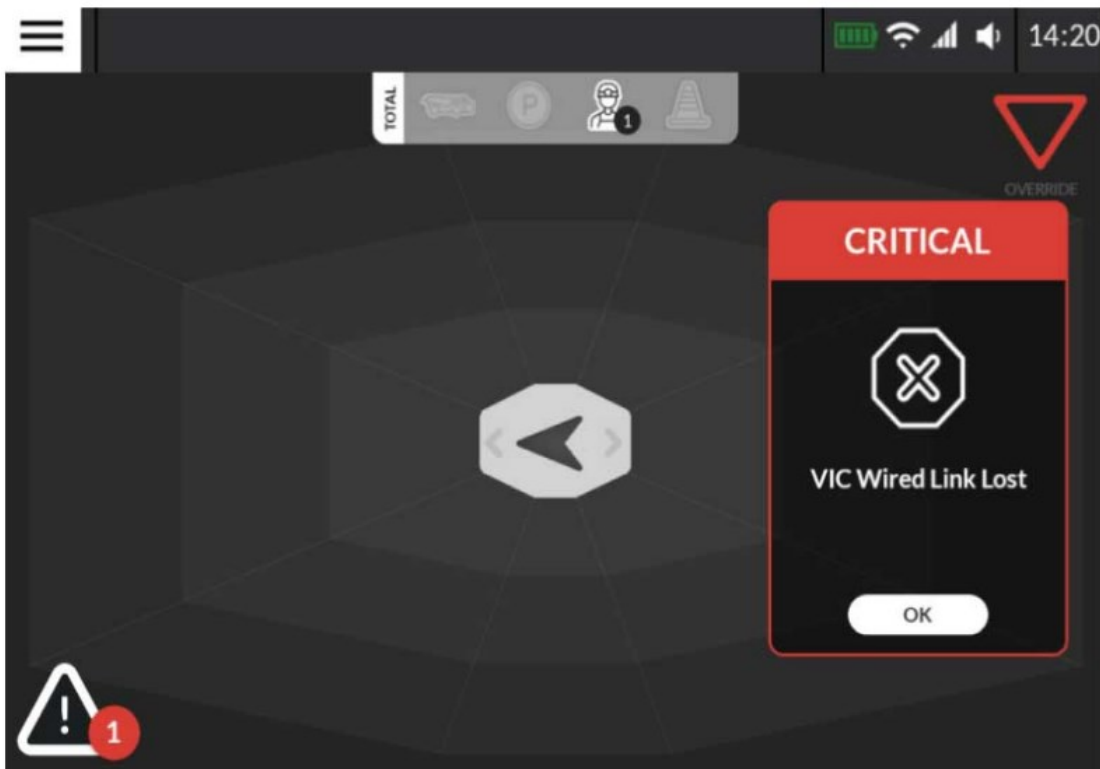 14:20
TOTAL
P
1
OVERRIDE
CRITICAL
VIC Wired Link Lost
OK
!
1